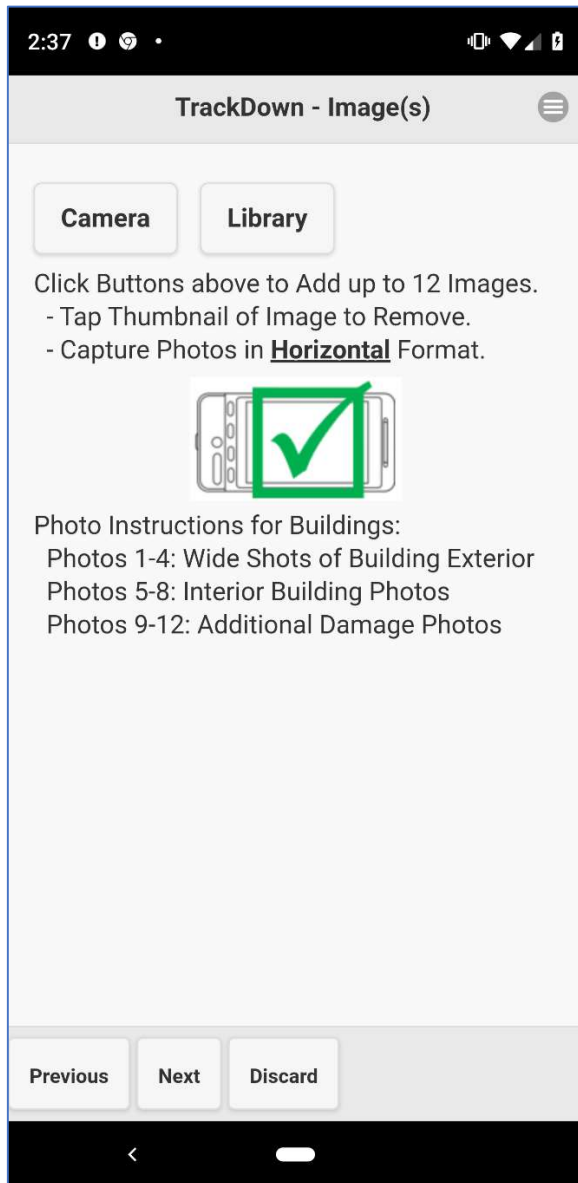 2:37
TrackDown - Image(s)
Camera Library
Click Buttons above to Add up to 12 Images.
- Tap Thumbnail of Image to Remove.
- Capture Photos in Horizontal Format.
Photo Instructions for Buildings:
Photos 1-4: Wide Shots of Building Exterior
Photos 5-8: Interior Building Photos
Photos 9-12: Additional Damage Photos
Previous Next Discard